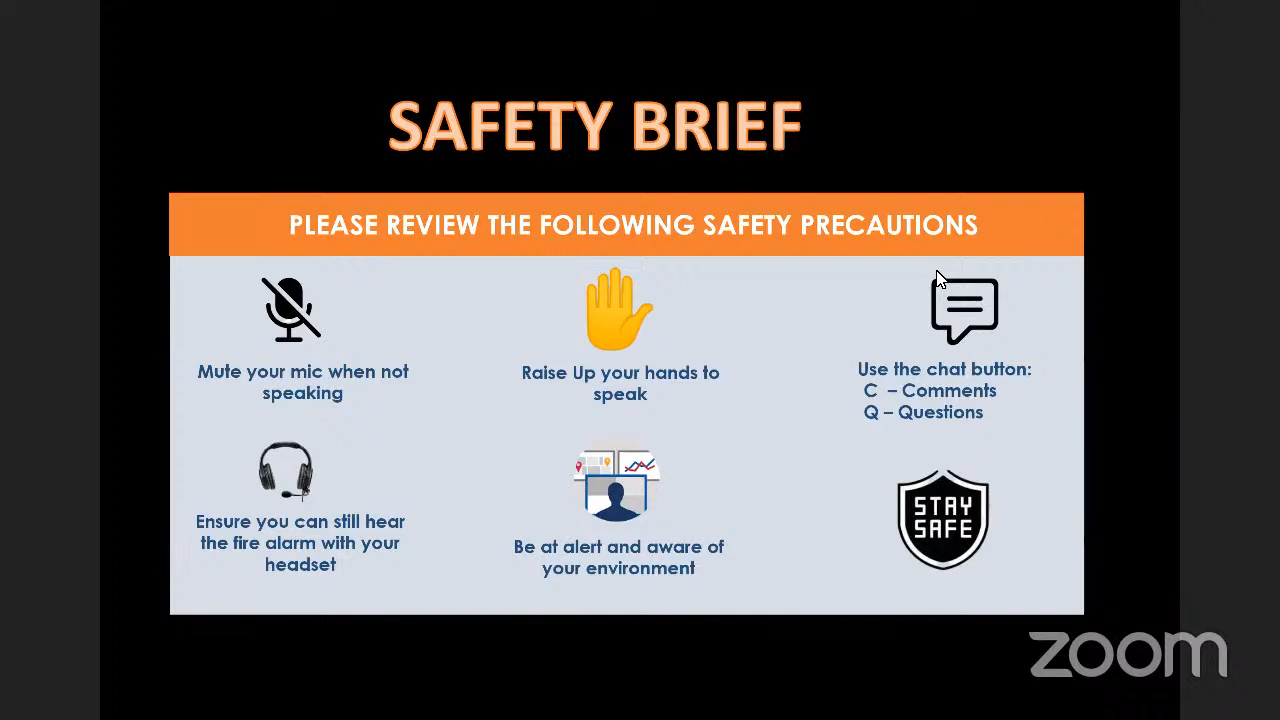 SAFETY BRIEF
PLEASE REVIEW THE FOLLOWING SAFETY PRECAUTIONS
Mute your mic when not
speaking
Raise Up your hands to
speak
Use the chat button:
C – Comments
Q – Questions
Ensure you can still hear
the fire alarm with your
headset
Be at alert and aware of
your environment
STAY
SAFE
zoom